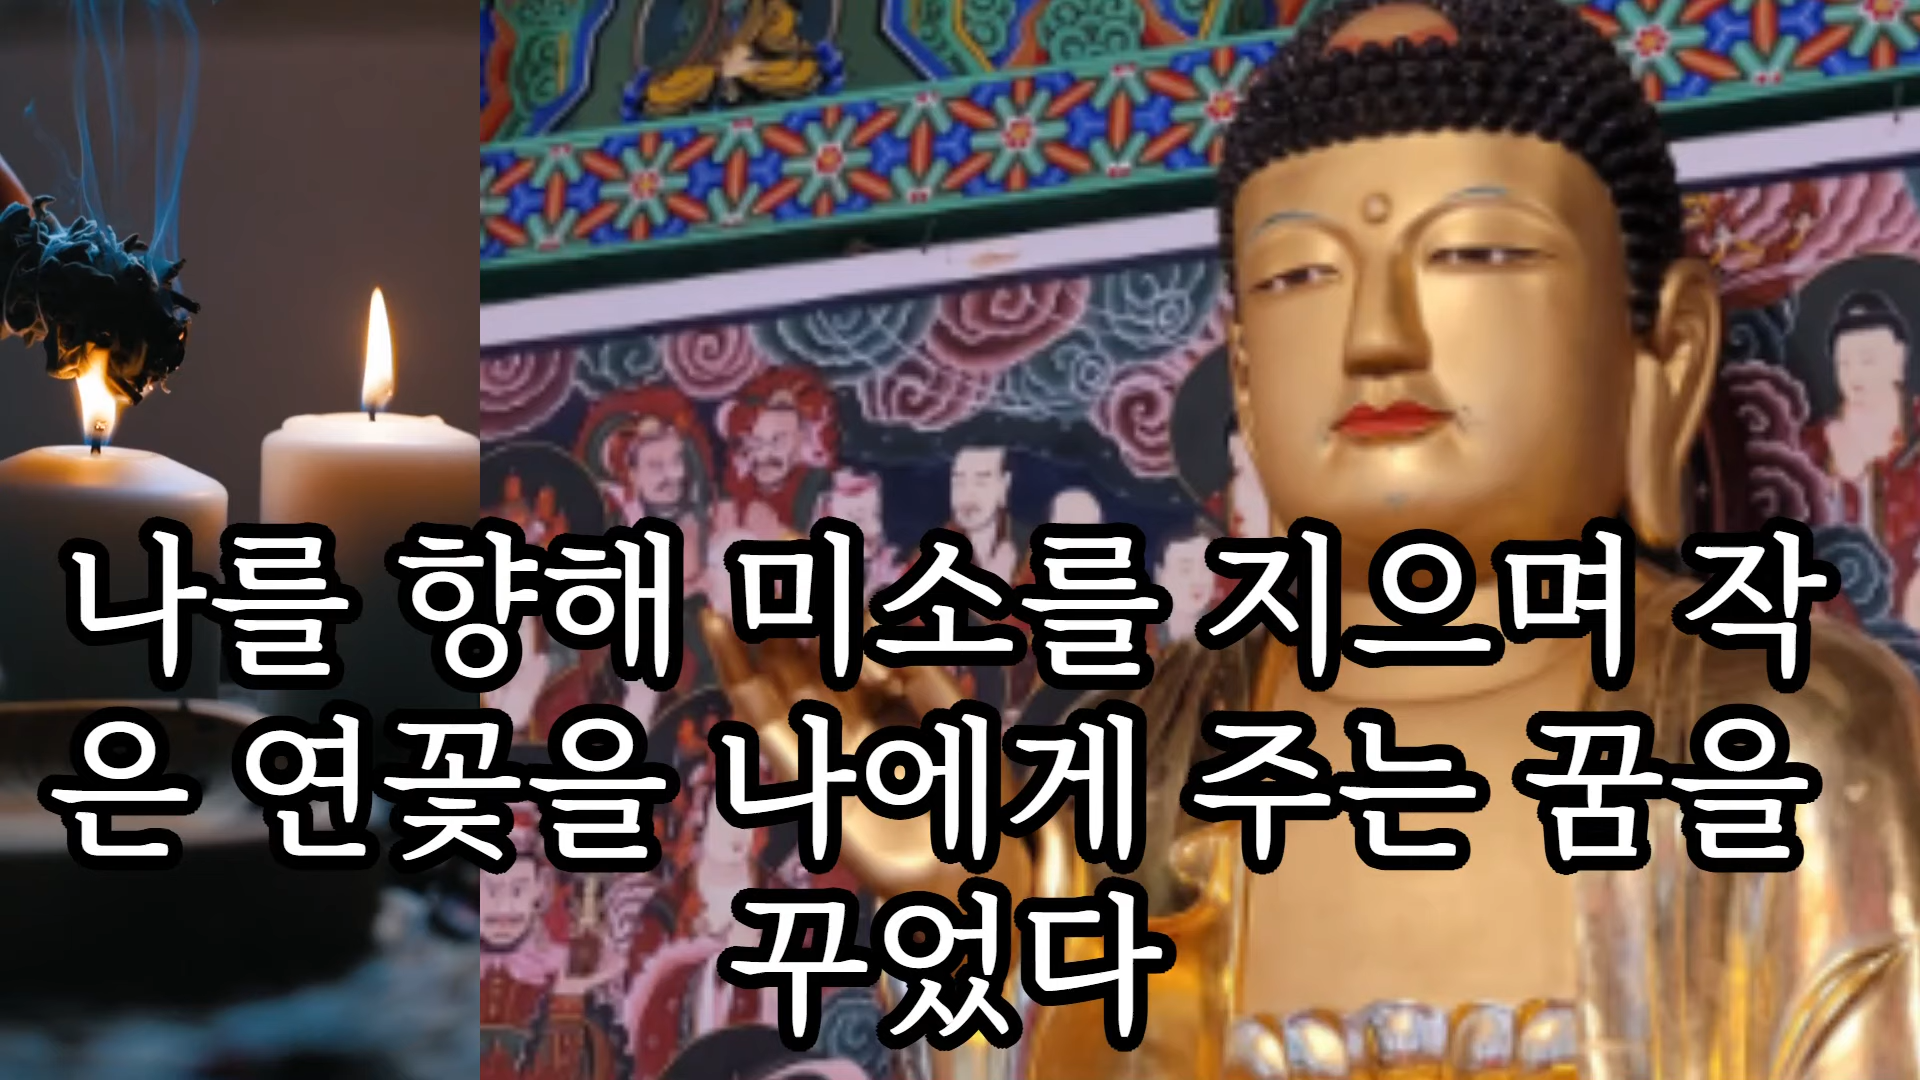 나를 향해 미소를 지으며 작
은 연꽃을 나에게 주는 꿈을
꾸었다